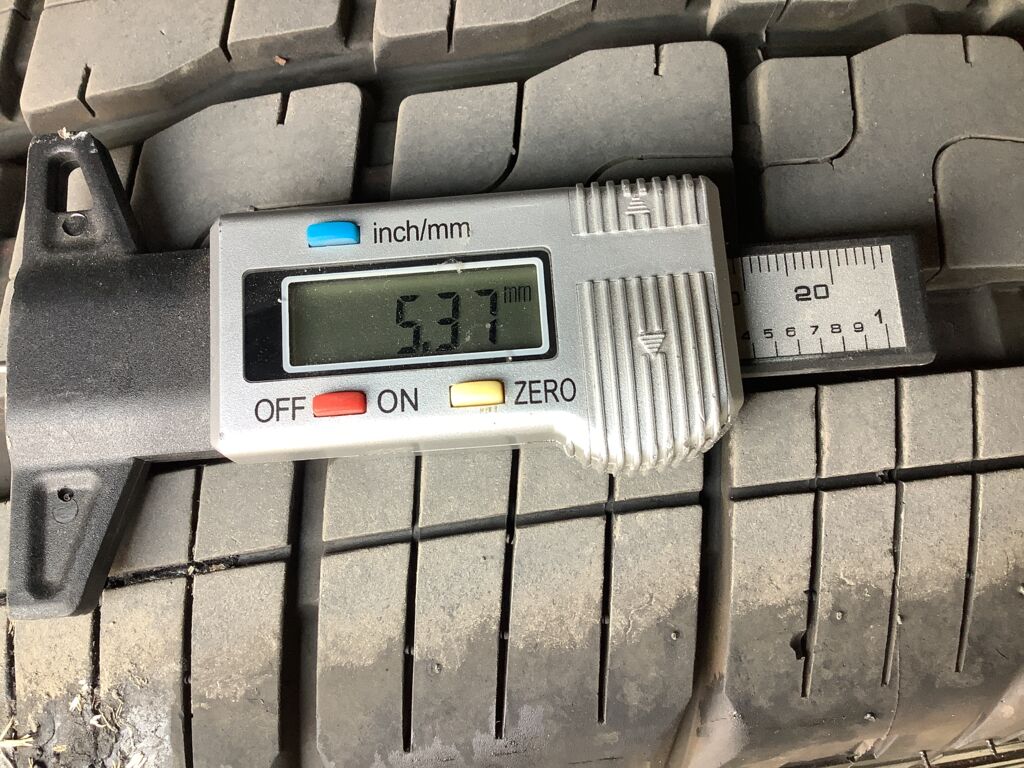 inch/mm
5.37 mm
OFF ON ZERO
20
4 5 6 7 8 9 1